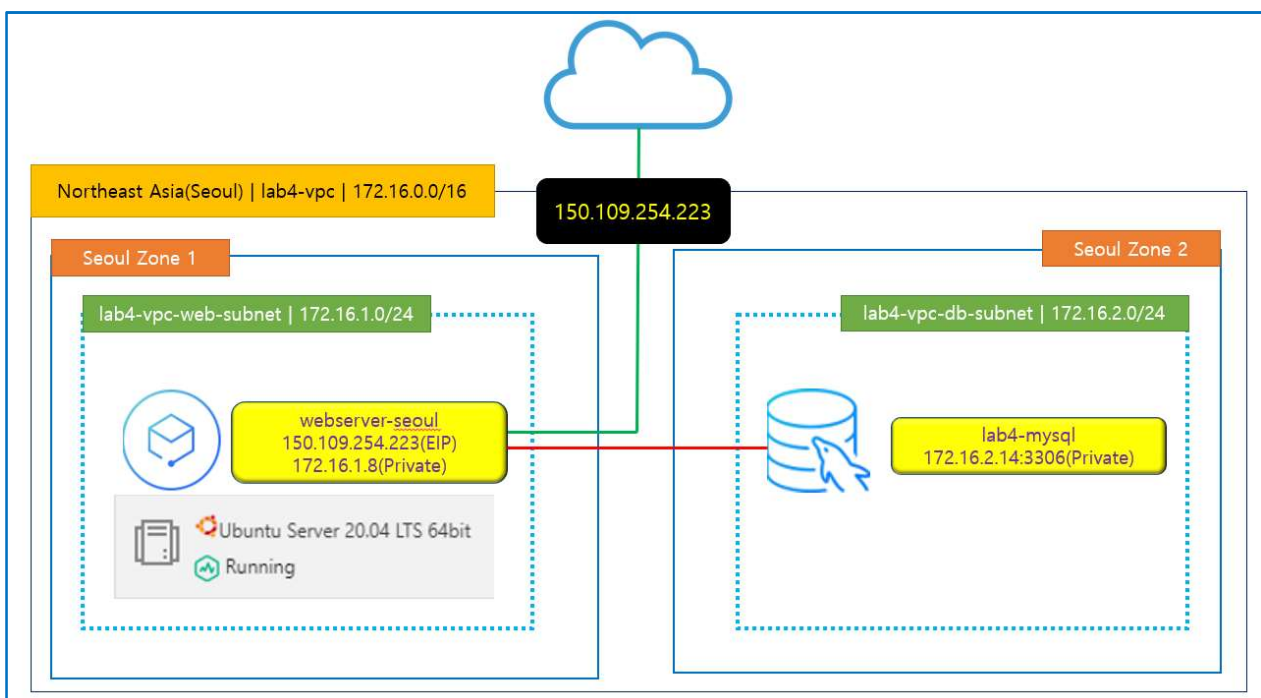 Northeast Asia(Seoul) | lab4-vpc | 172.16.0.0/16
150.109.254.223
Seoul Zone 1
Seoul Zone 2
lab4-vpc-web-subnet | 172.16.1.0/24
lab4-vpc-db-subnet | 172.16.2.0/24
webserver-seoul
150.109.254.223(EIP)
172.16.1.8(Private)
lab4-mysql
172.16.2.14:3306(Private)
Ubuntu Server 20.04 LTS 64bit
Running